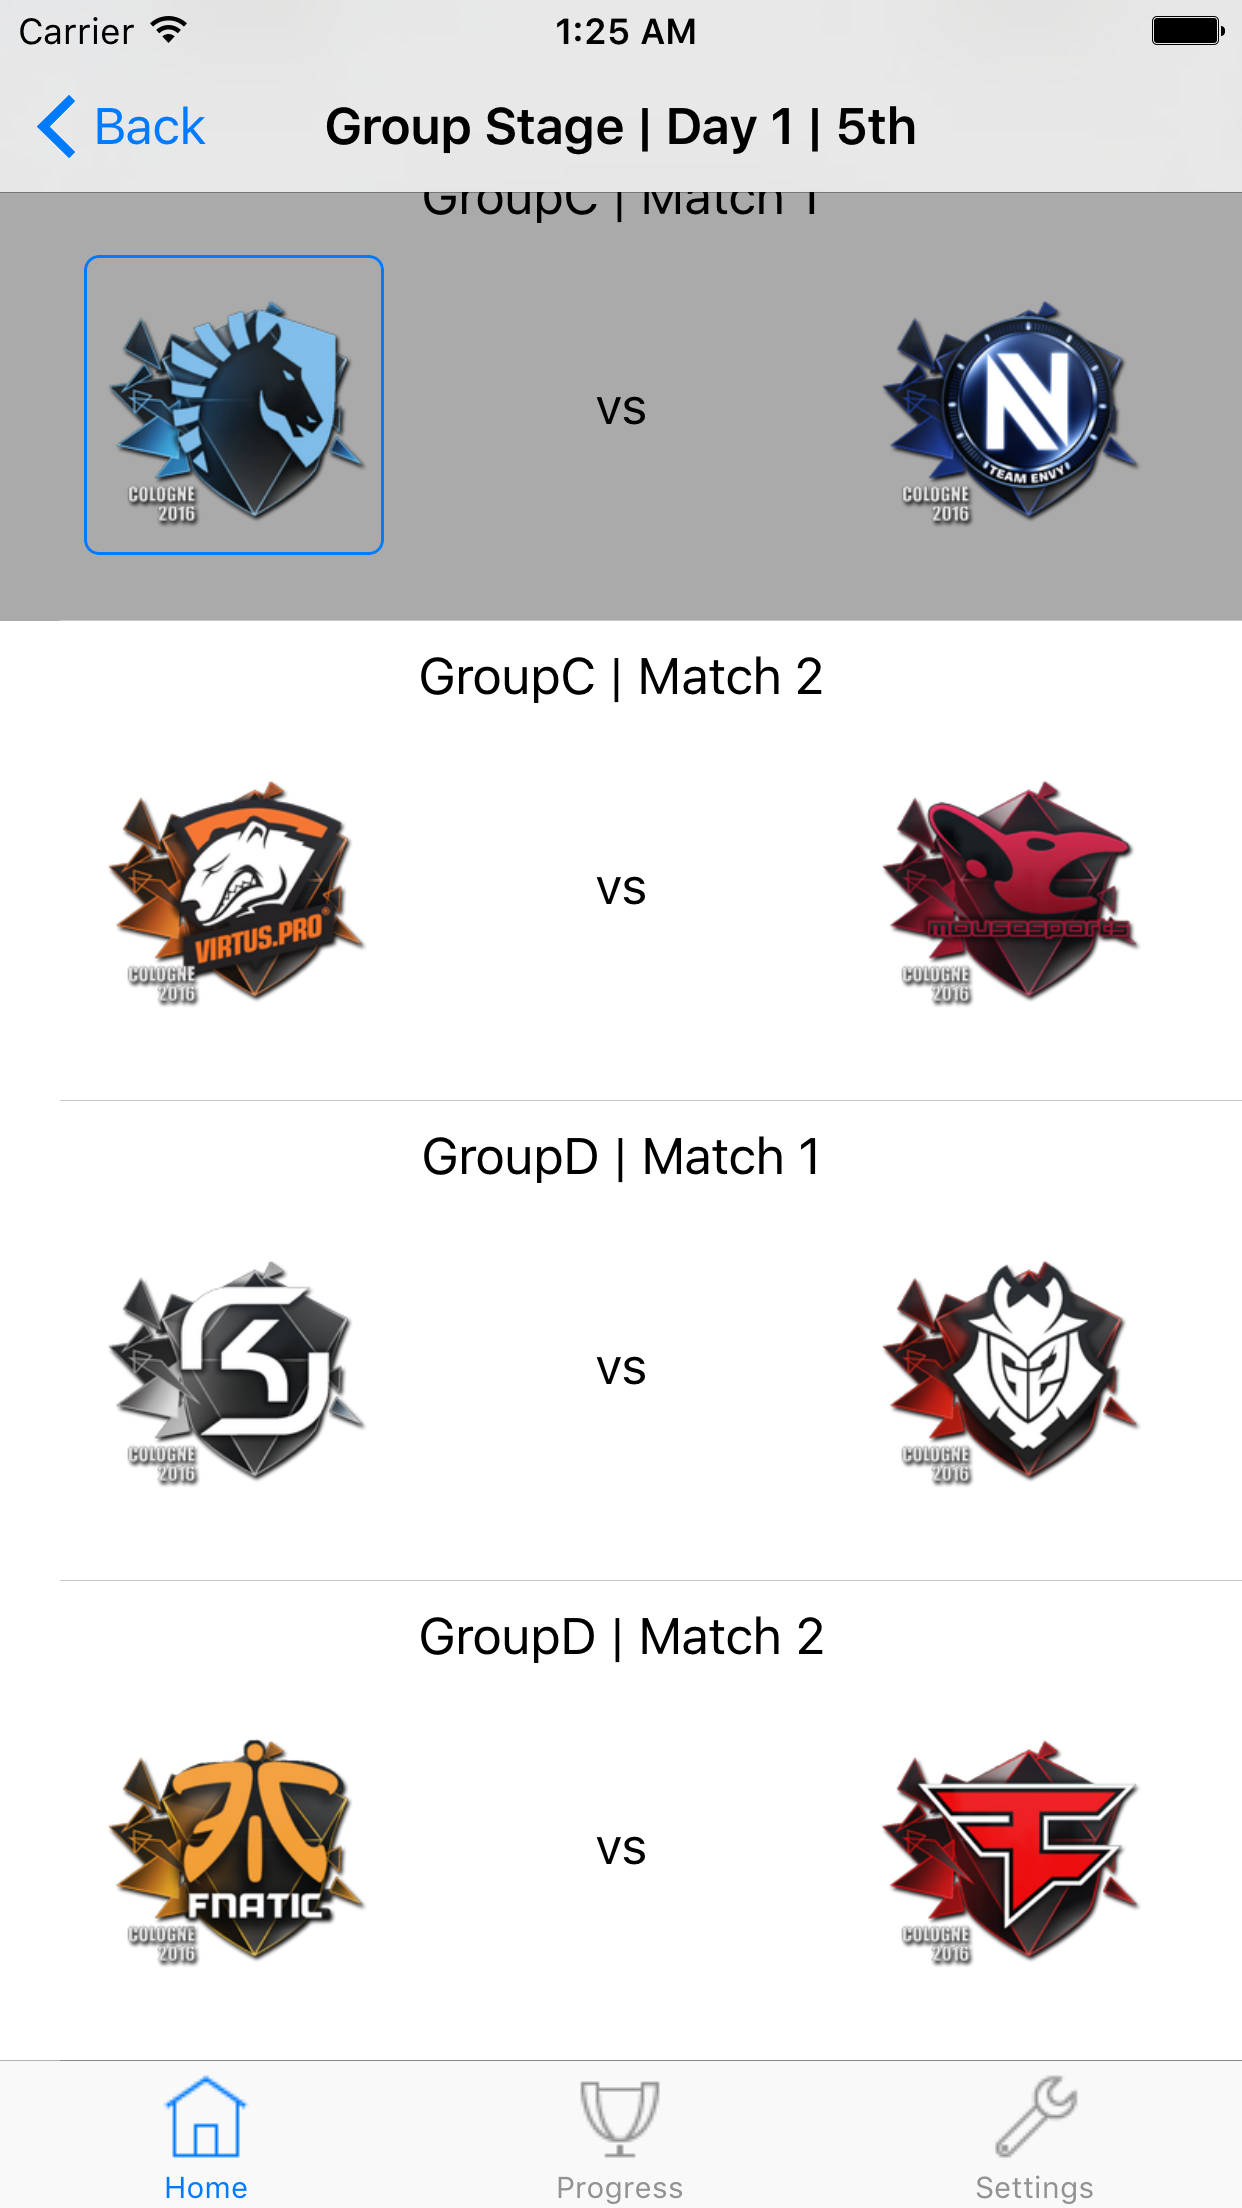 Carrier 1:25 AM
Back Group Stage | Day 1 | 5th
GroupC | Match 1
vs
TEAM ENVY
COLOGNE
2016
COLOGNE
2016
GroupC | Match 2
vs
VIRTUS.PRO®
mousesports
COLOGNE
2016
COLOGNE
2016
GroupD | Match 1
SK
G2
vs
COLOGNE
2016
COLOGNE
2016
GroupD | Match 2
vs
FNATIC
COLOGNE
2016
COLOGNE
2016
Home Progress Settings